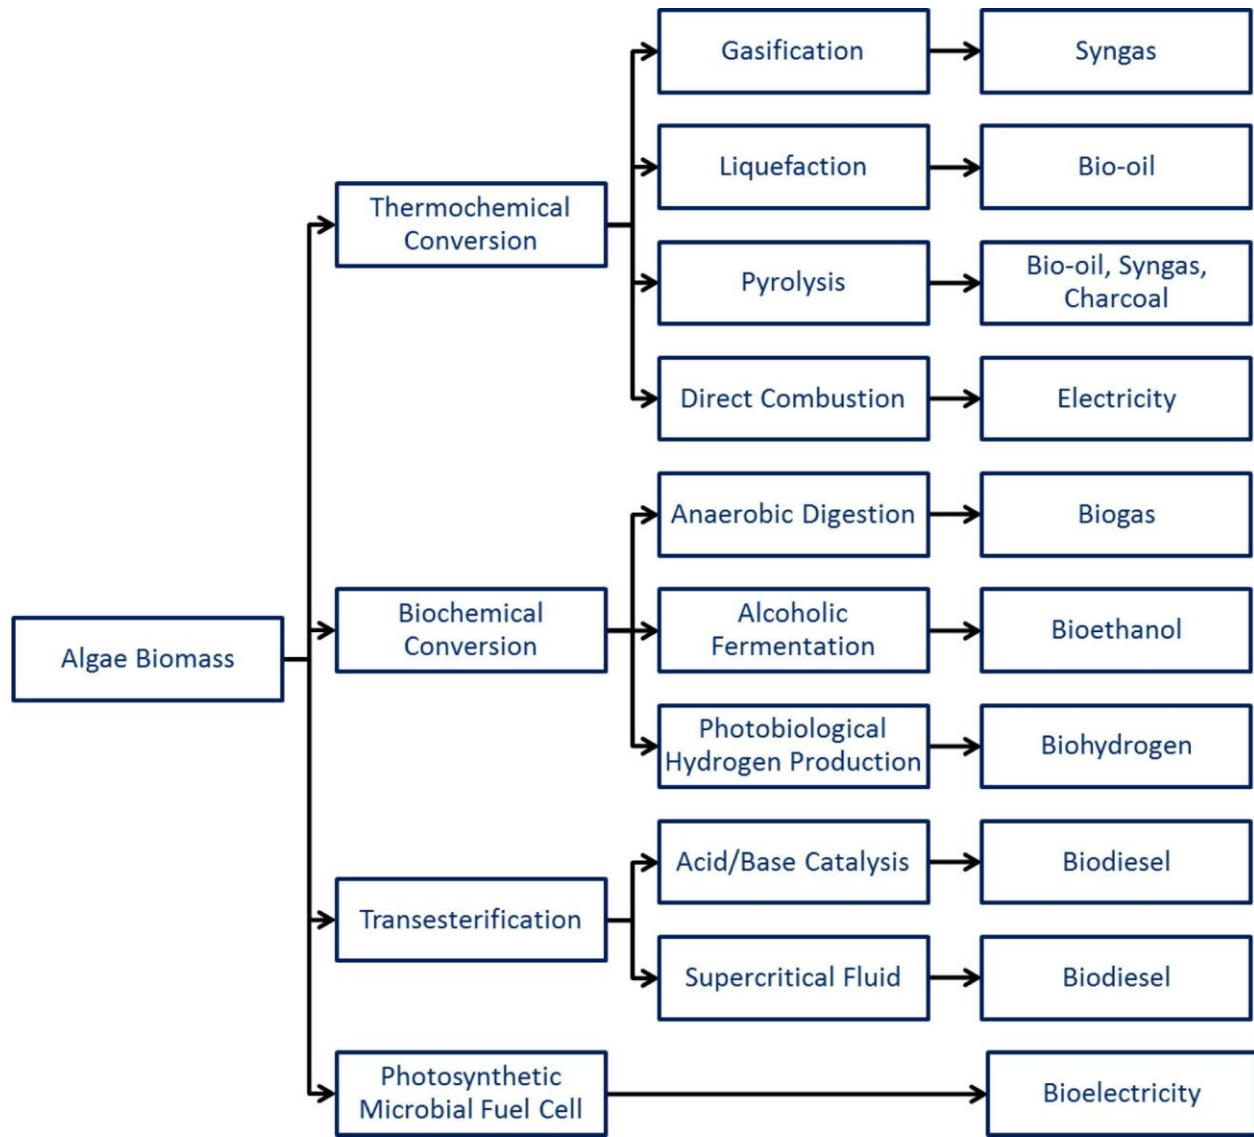 Gasification
Syngas
Liquefaction
Bio-oil
Thermochemical
Conversion
Pyrolysis
Bio-oil, Syngas,
Charcoal
Direct Combustion
Electricity
Anaerobic Digestion
Biogas
Algae Biomass
Biochemical
Conversion
Alcoholic
Fermentation
Bioethanol
Photobiological
Hydrogen Production
Biohydrogen
Transesterification
Acid/Base Catalysis
Biodiesel
Supercritical Fluid
Biodiesel
Photosynthetic
Microbial Fuel Cell
Bioelectricity